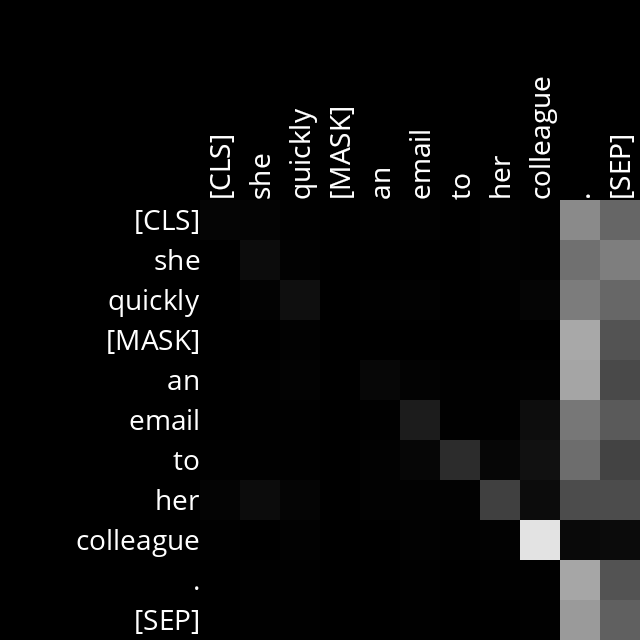 [CLS] she quickly [MASK] an email to her colleague . [SEP]
[CLS]
she
quickly
[MASK]
an
email
to
her
colleague
.
[SEP]